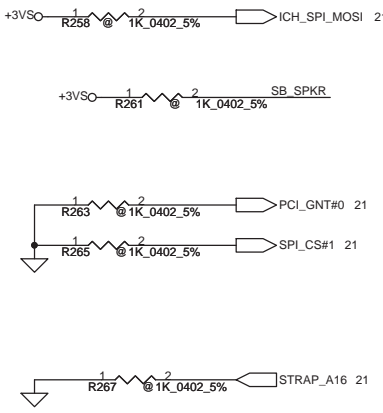 +3VS 1 2 ICH_SPI_MOSI 2
R258 @ 1K_0402_5%
+3VS 1 2 SB_SPKR
R261 @ 1K_0402_5%
1 2 PCI_GNT#0 21
R263 @ 1K_0402_5%
1 2 SPI_CS#1 21
R265 @ 1K_0402_5%
1 2 STRAP_A16 21
R267 @ 1K_0402_5%